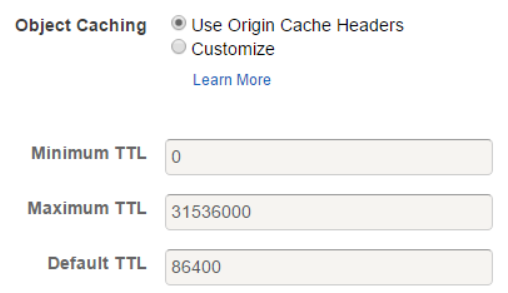 Object Caching Use Origin Cache Headers
Customize
Learn More
Minimum TTL 0
Maximum TTL 31536000
Default TTL 86400